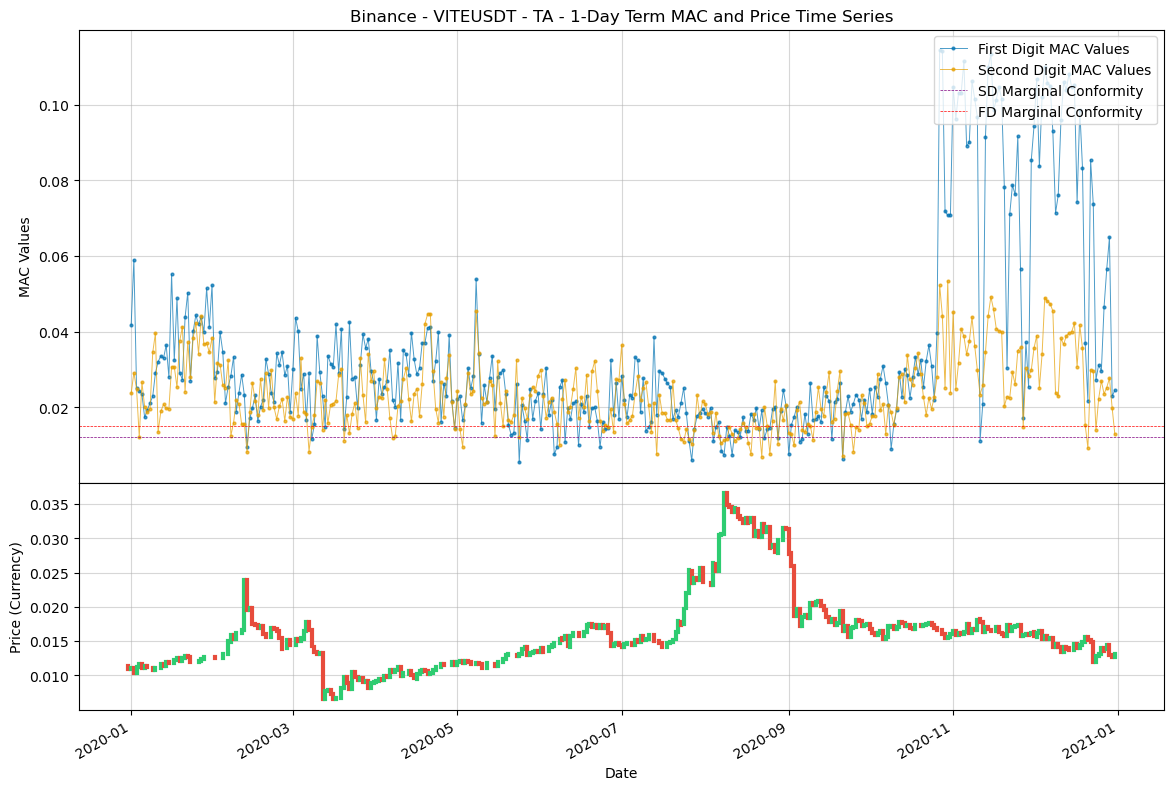 Binance - VITEUSDT - TA - 1-Day Term MAC and Price Time Series
First Digit MAC Values
Second Digit MAC Values
SD Marginal Conformity
FD Marginal Conformity
MAC Values
0.10
0.08
0.06
0.04
0.02
Price (Currency)
0.035
0.030
0.025
0.020
0.015
0.010
2020-01
2020-03
2020-05
2020-07
2020-09
2020-11
2021-01
Date